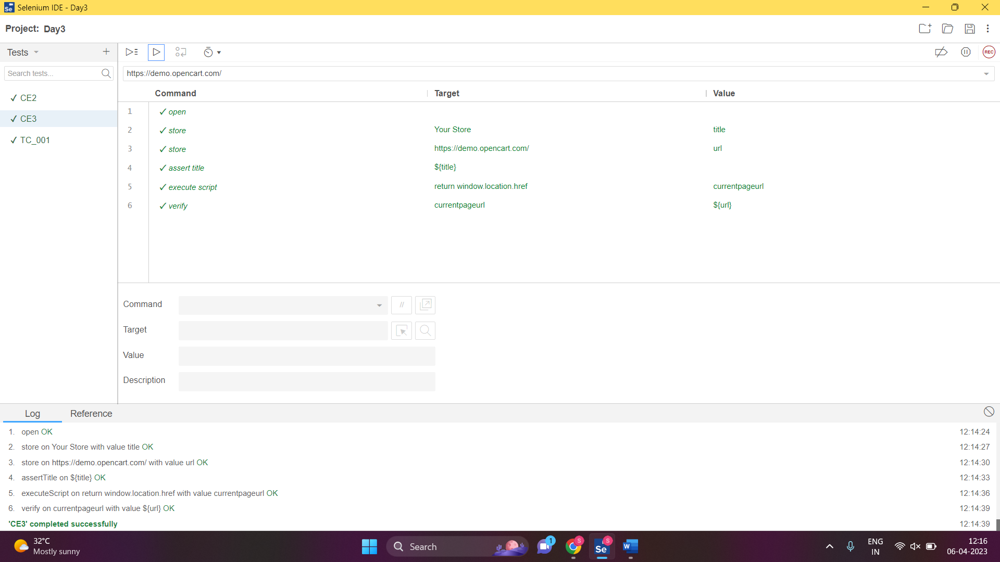 Selenium IDE - Day3
Project: Day3
Tests
REC
Search tests...
https://demo.opencart.com/
Command Target Value
CE2
CE3
TC_001
1 ✓ open
2 ✓ store Your Store title
3 ✓ store https://demo.opencart.com/ url
4 ✓ assert title ${title}
5 ✓ execute script return window.location.href currentpageurl
6 ✓ verify currentpageurl ${url}
Command //
Target
Value
Description
Log Reference
1. open OK 12:14:24
2. store on Your Store with value title OK 12:14:27
3. store on https://demo.opencart.com/ with value url OK 12:14:30
4. assertTitle on ${title} OK 12:14:33
5. executeScript on return window.location.href with value currentpageurl OK 12:14:36
6. verify on currentpageurl with value ${url} OK 12:14:39
'CE3' completed successfully 12:14:39
32°C
Mostly sunny
Search
1
S
Se
S
W
ENG
IN
12:16
06-04-2023